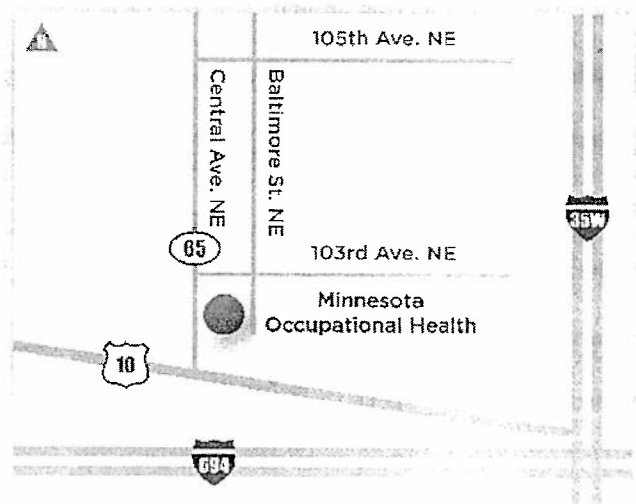 105th Ave. NE
Central Ave. NE
Baltimore St. NE
35W
65
103rd Ave. NE
Minnesota
Occupational Health
10
694